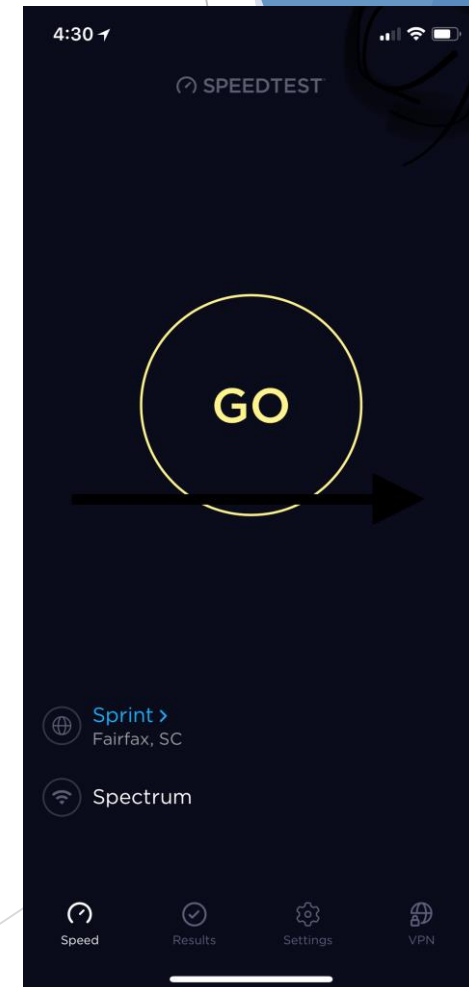 4:30
SPEEDTEST
GO
Sprint >
Fairfax, SC
Spectrum
Speed Results Settings VPN